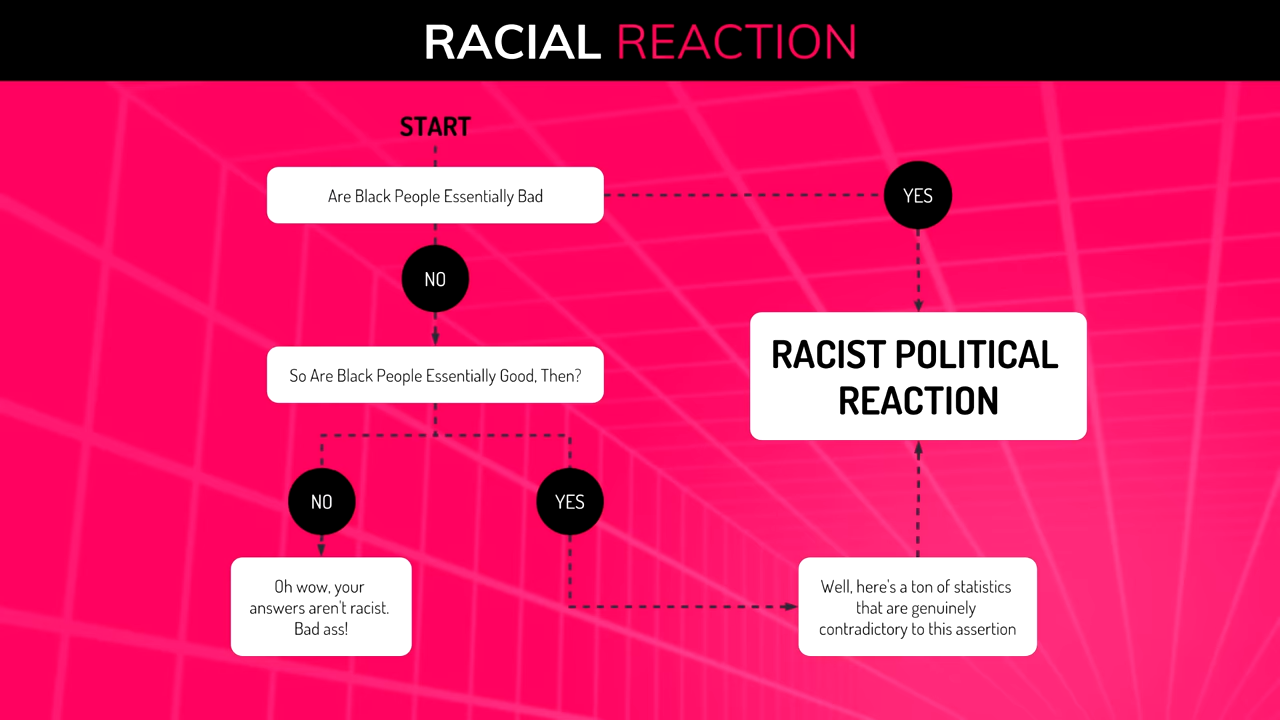 RACIAL REACTION
START
Are Black People Essentially Bad
YES
NO
So Are Black People Essentially Good, Then?
RACIST POLITICAL
REACTION
NO
YES
Oh wow, your
answers aren't racist.
Bad ass!
Well, here's a ton of statistics
that are genuinely
contradictory to this assertion